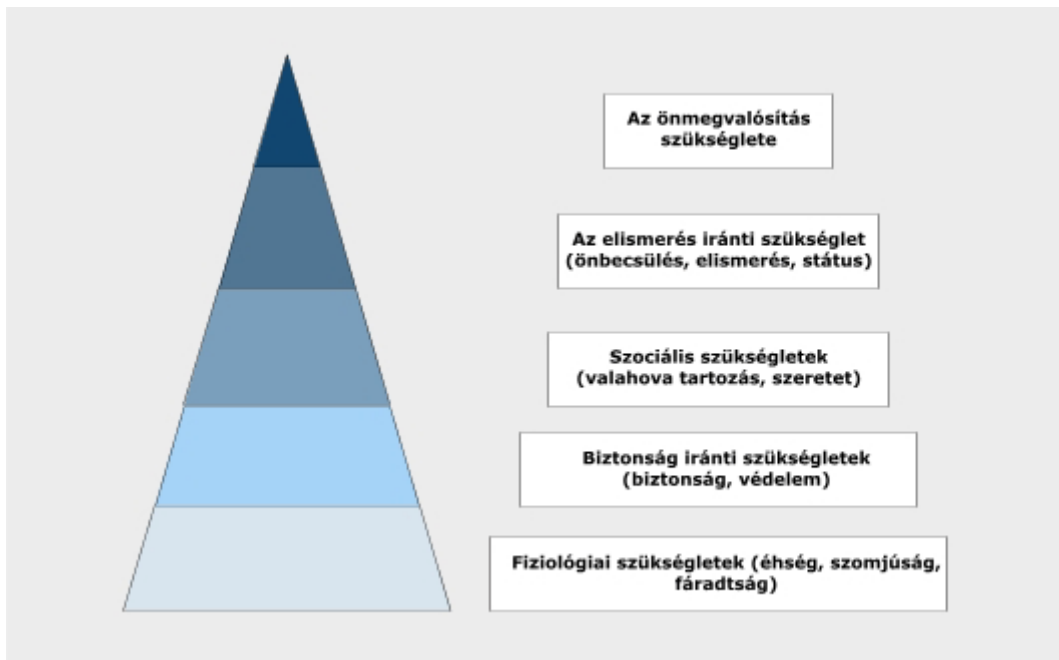 Az önmegvalósítás
szükséglete
Az elismerés iránti szükséglet
(önbecsülés, elismerés, státus)
Szociális szükségletek
(valahova tartozás, szeretet)
Biztonság iránti szükségletek
(biztonság, védelem)
Fiziológiai szükségletek (éhség, szomjúság,
fáradtság)